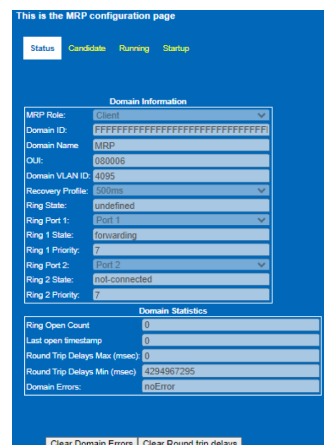 This is the MRP configuration page
Status Candidate Running Startup
Domain Information
MRP Role: Client
Domain ID: FFFFFFFFFFFFFFFFFFFFFFFFFFFFFFFF
Domain Name MRP
OUI: 080006
Domain VLAN ID: 4095
Recovery Profile: 500ms
Ring State: undefined
Ring Port 1: Port 1
Ring 1 State: forwarding
Ring 1 Priority: 7
Ring Port 2: Port 2
Ring 2 State: not-connected
Ring 2 Priority: 7
Domain Statistics
Ring Open Count 0
Last open timestamp 0
Round Trip Delays Max (msec): 0
Round Trip Delays Min (msec) 4294967295
Domain Errors: noError
Clear Domain Errors Clear Round trip delays